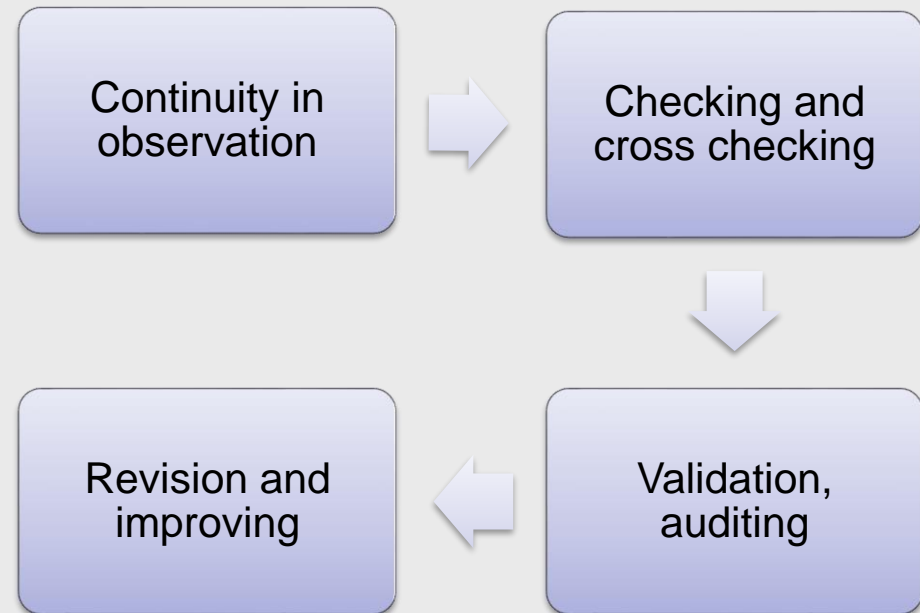 Continuity in
observation
Checking and
cross checking
Validation,
auditing
Revision and
improving